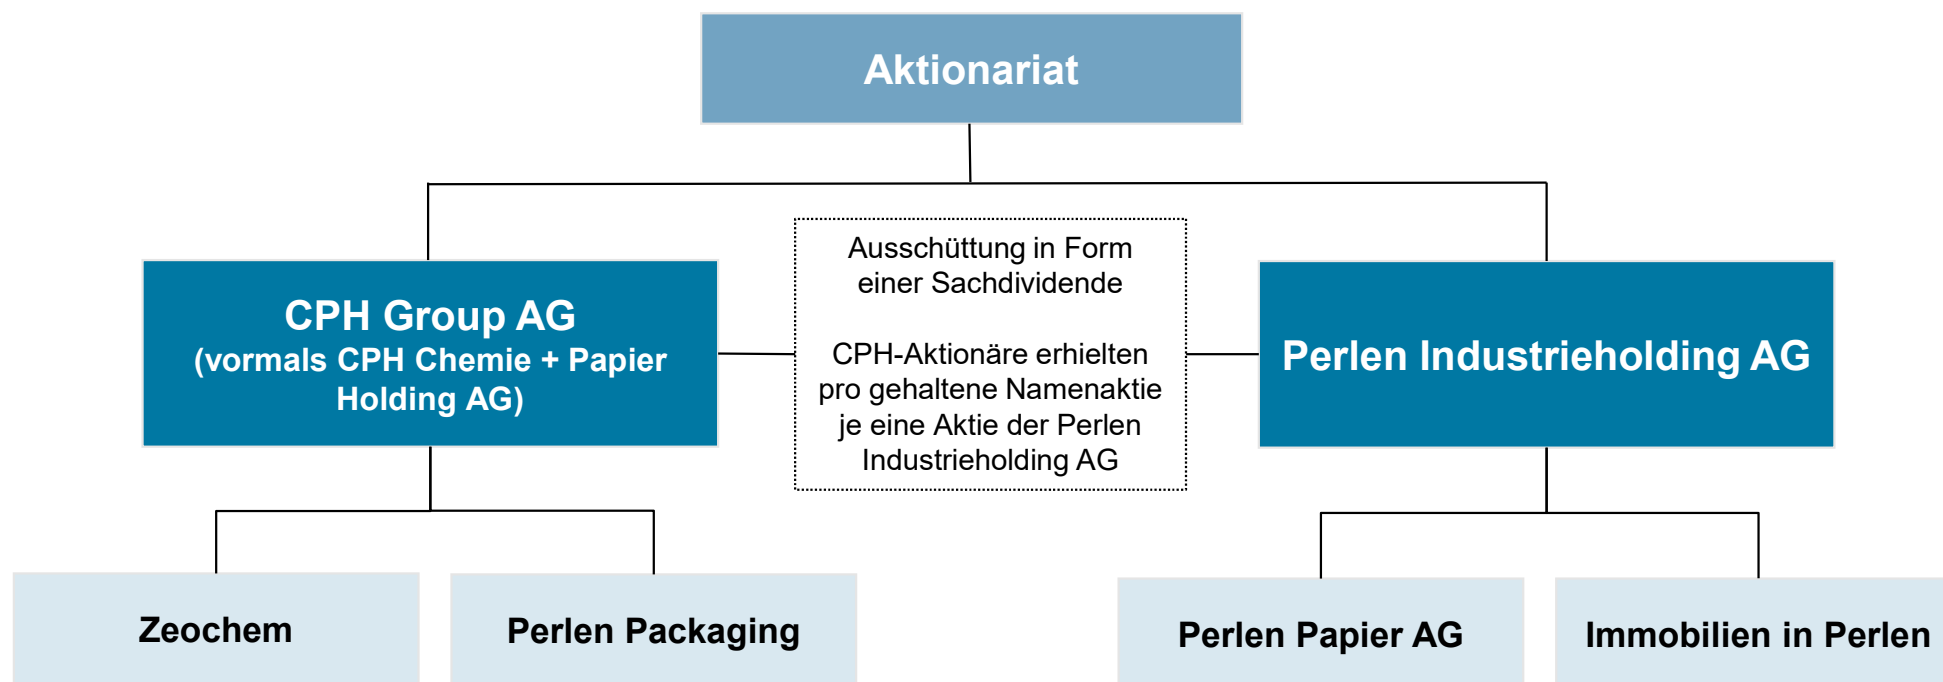 Aktionariat
CPH Group AG
(vormals CPH Chemie + Papier
Holding AG)
Ausschüttung in Form
einer Sachdividende
CPH-Aktionäre erhielten
pro gehaltene Namenaktie
je eine Aktie der Perlen
Industrieholding AG
Perlen Industrieholding AG
Zeochem
Perlen Packaging
Perlen Papier AG
Immobilien in Perlen